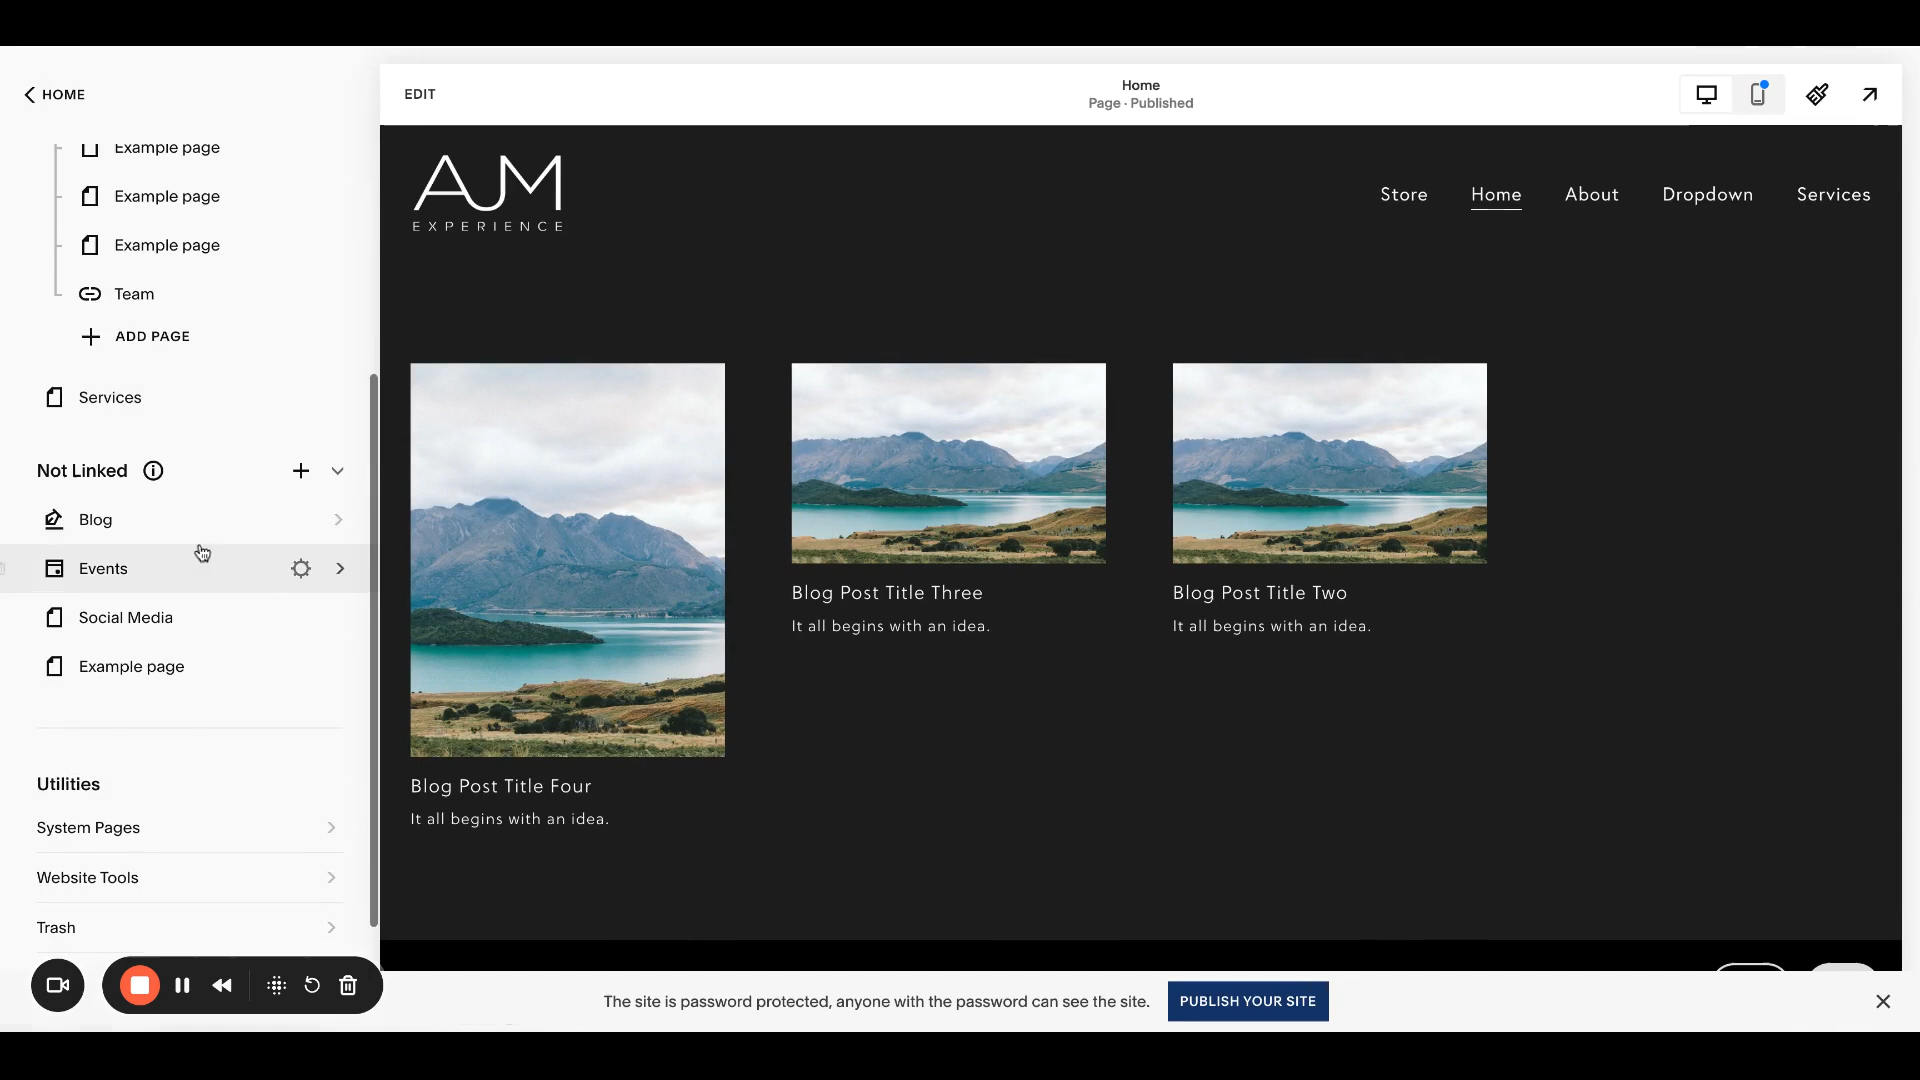 HOME
Example page
Example page
Example page
Team
ADD PAGE
Services
Not Linked
Blog
Events
Social Media
Example page
Utilities
System Pages
Website Tools
Trash
EDIT
Home
Page · Published
AJM
EXPERIENCE
Store Home About Dropdown Services
Blog Post Title Three
It all begins with an idea.
Blog Post Title Two
It all begins with an idea.
Blog Post Title Four
It all begins with an idea.
The site is password protected, anyone with the password can see the site.
PUBLISH YOUR SITE